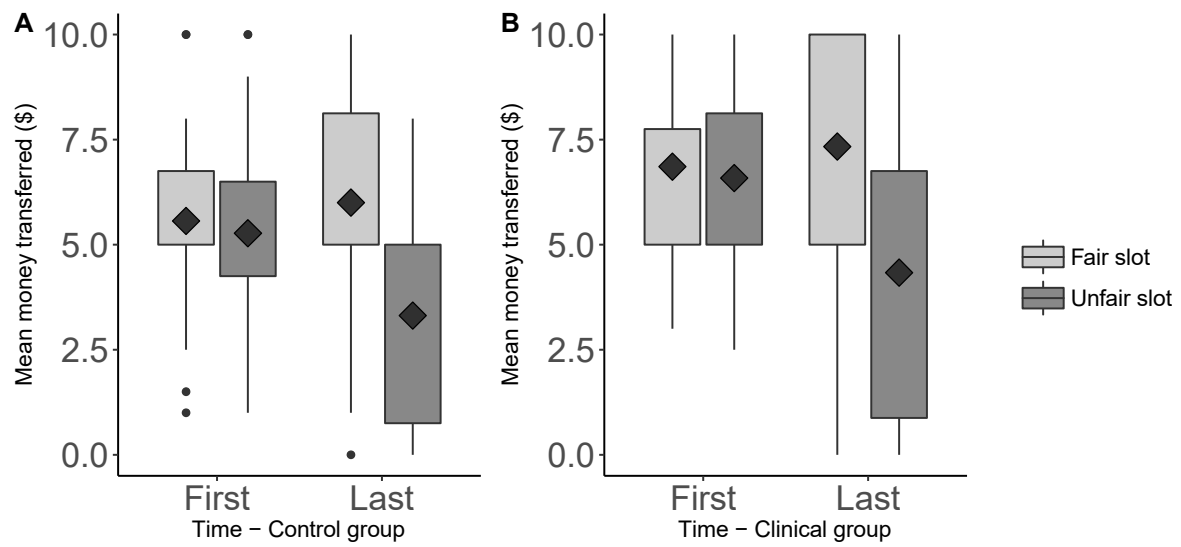 A
Mean money transferred ($)
10.0
7.5
5.0
2.5
0.0
First Last
Time − Control group
B
Mean money transferred ($)
10.0
7.5
5.0
2.5
0.0
First Last
Time − Clinical group
Fair slot
Unfair slot